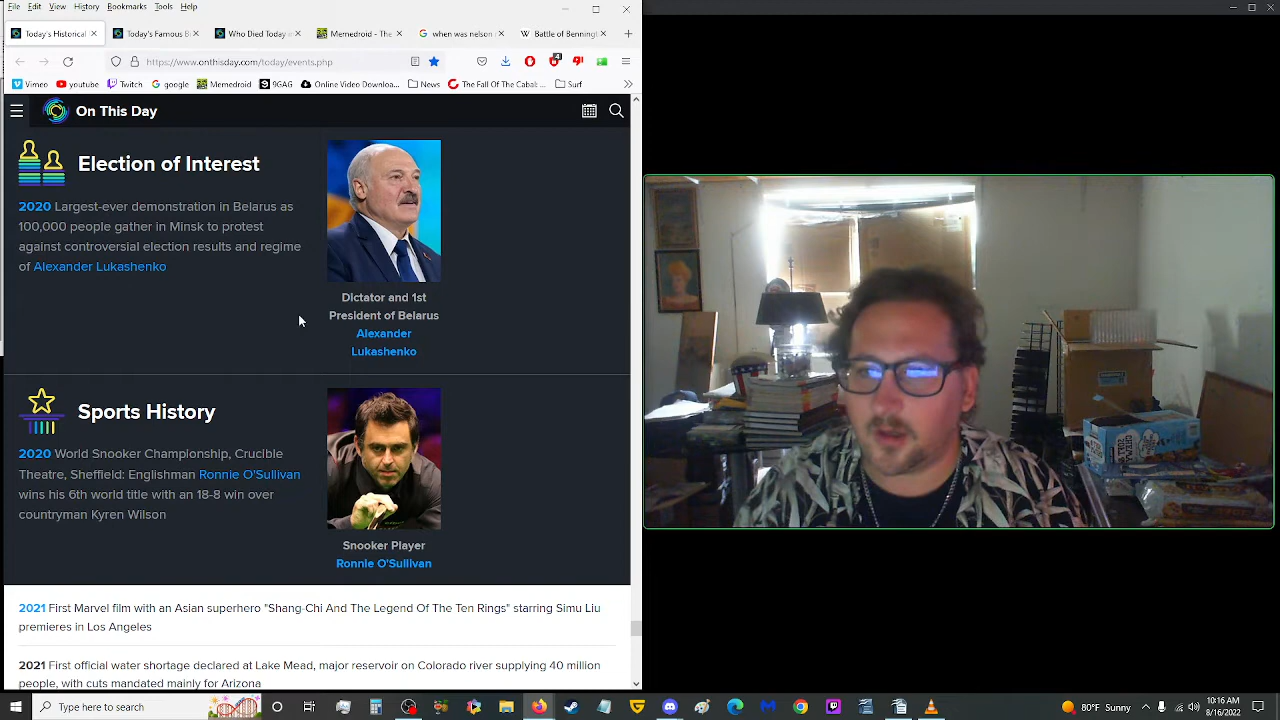 File Edit View History Bookmarks Tools Help
Today's Historical
Today's Famous Bi
Who Died Today
Memedroid - The
when was nelson
Battle of Benningt
https://www.onthisday.com/today/events.php
Vimeo youtube Twitch google Memedroid 9GAG Online Video Downloa... News The Fall Of The Cabal... Surf
On This Day
Election of Interest
2020 Largest-ever demonstration in Belarus as
100,000 people gather in Minsk to protest
against controversial election results and regime
of Alexander Lukashenko
Dictator and 1st
President of Belarus
Alexander
Lukashenko
Sports History
2020 World Snooker Championship, Crucible
Theatre, Sheffield: Englishman Ronnie O'Sullivan
wins his 6th world title with an 18-8 win over
countryman Kyren Wilson
Snooker Player
Ronnie O'Sullivan
2021 First Marvel film with an Asian superhero "Shang-Chi And The Legend Of The Ten Rings" starring Simu Liu
premieres in Los Angeles
2021 First official water shortage declared at Lake Mead, major reservoir on Colorado river supplying 40 million
people, with cuts mandated mainly for Arizona
Type here to search
80°F Sunny
10:16 AM
8/16/2022